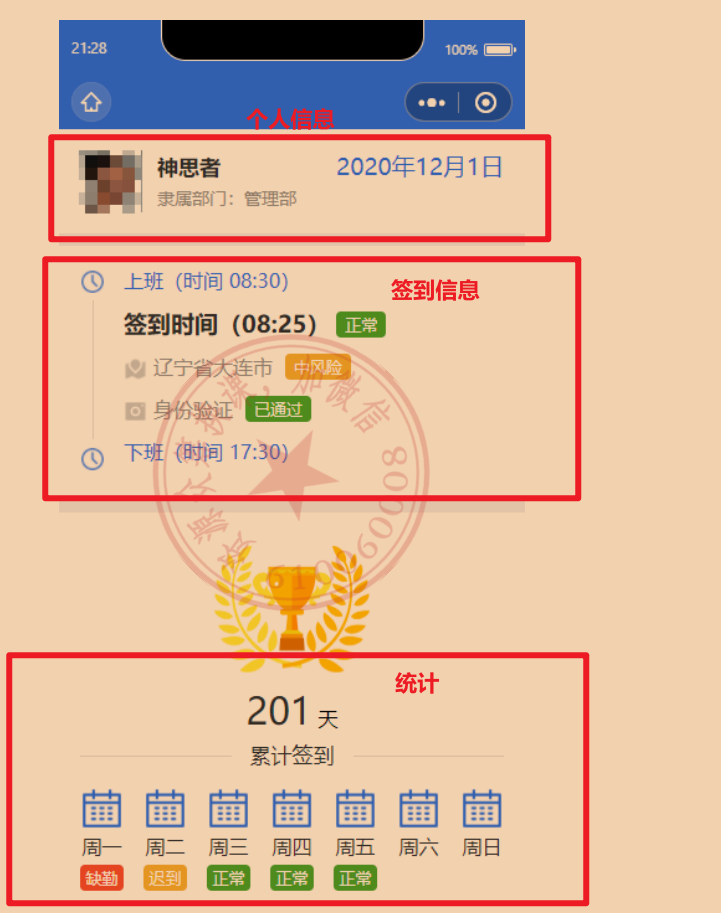 21:28
100%
个人信息
神思者
2020年12月1日
隶属部门：管理部
上班（时间 08:30）
签到信息
签到时间（08:25）
正常
辽宁省大连市
中风险
身份验证
已通过
下班（时间 17:30）
统计
201 天
累计签到
周一 周二 周三 周四 周五 周六 周日
缺勤 迟到 正常 正常 正常